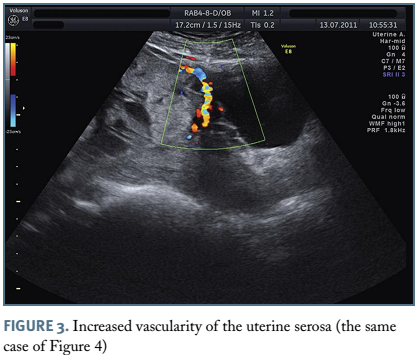 Voluson
E8
RAB4-8-D/OB
MI 1.2
17.2cm / 1.5 / 15Hz
TIs 0.2
13.07.2011
10:55:31
23cm/s
-23cm/s
Voluson
E8
Uterine A.
Har-mid
100
Gn 4
C7 / M7
P3 / E2
SRI II 3
100
Gn -3.6
Frq low
Qual norm
WMF high1
PRF 1.8kHz
FIGURE 3. Increased vascularity of the uterine serosa (the same
case of Figure 4)